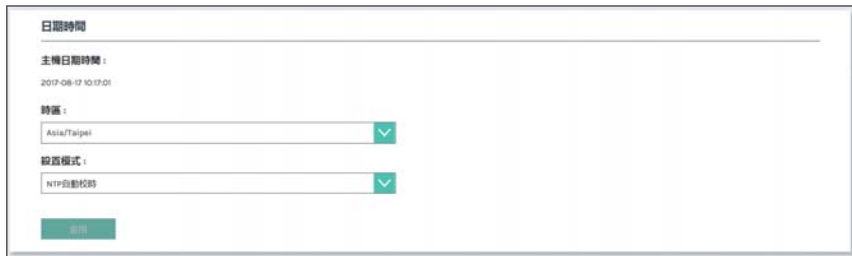 日期時間
主機日期時間：
2017-08-17 10:17:01
時區：
Asia/Taipei
設置模式：
NTP自動校時